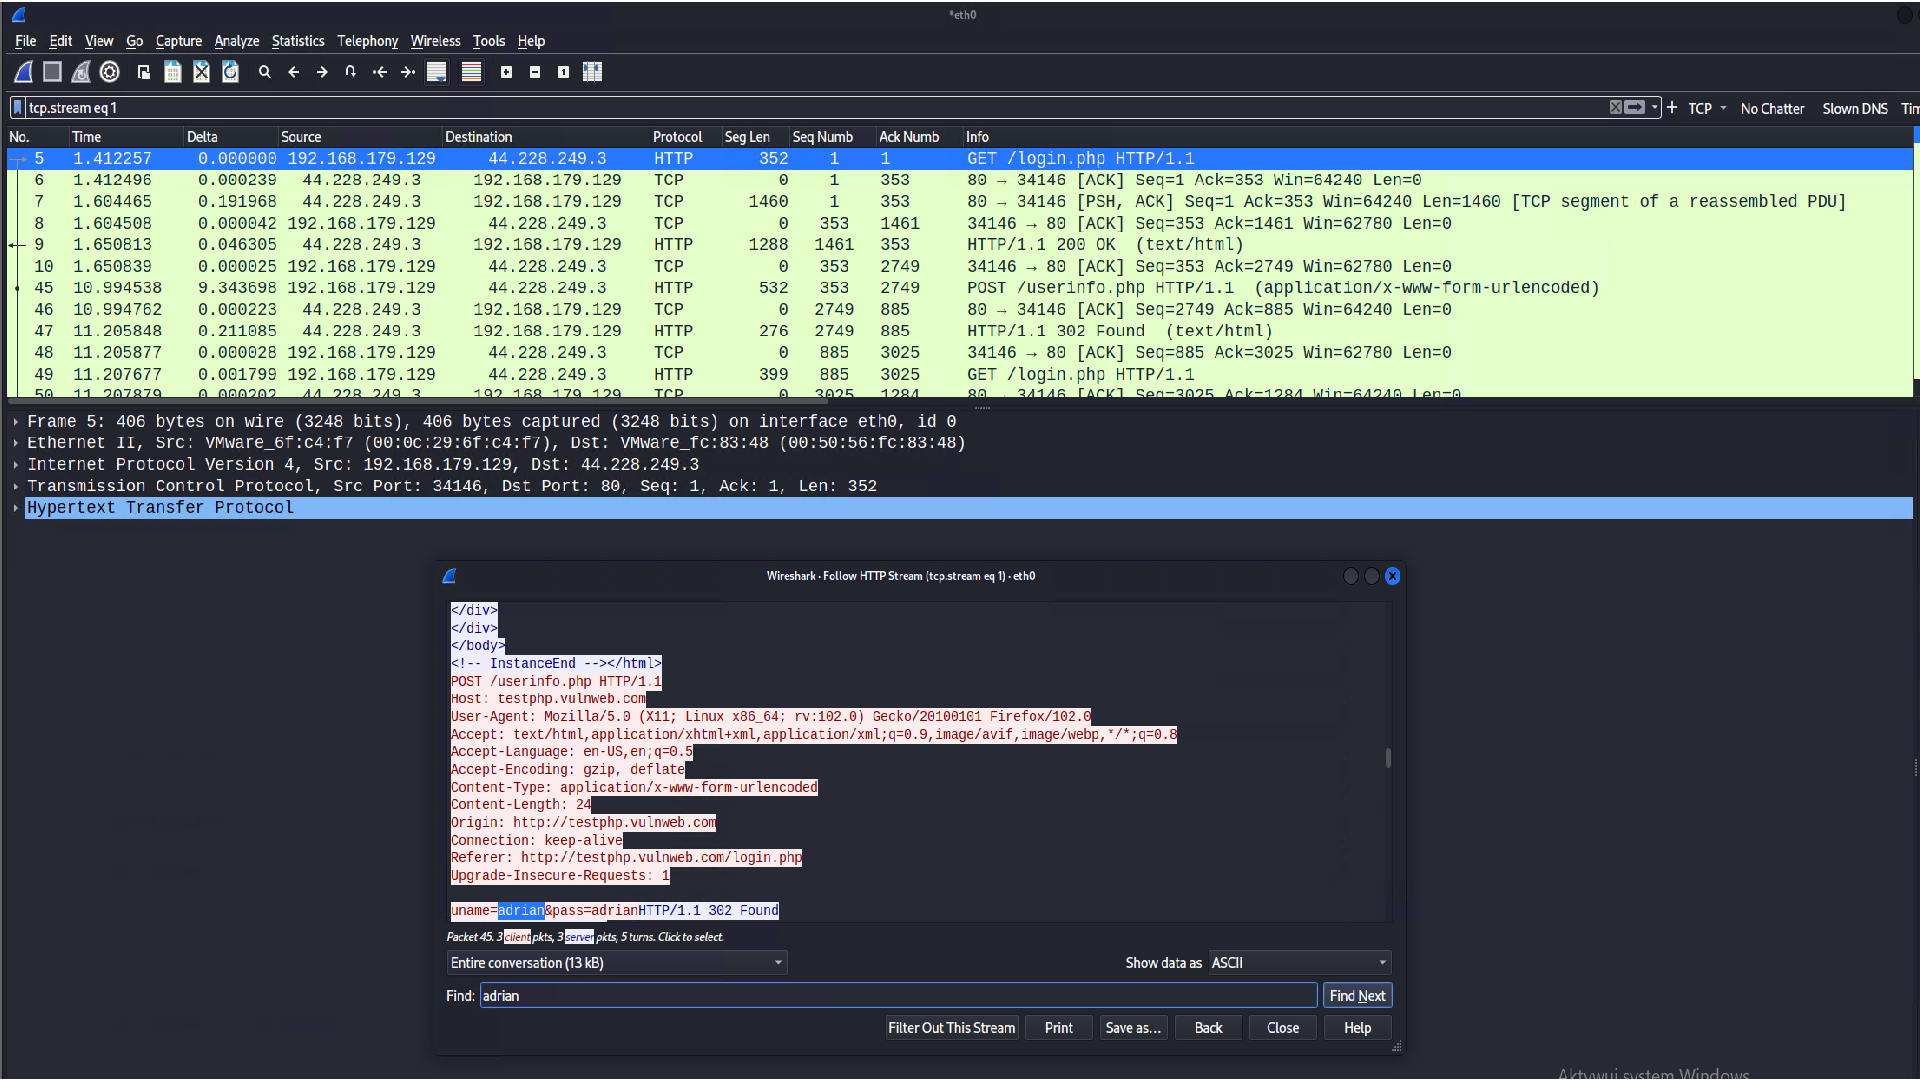 *eth0
File Edit View Go Capture Analyze Statistics Telephony Wireless Tools Help
tcp.stream eq 1 + TCP No Chatter Slown DNS Tim
No. Time Delta Source Destination Protocol Seg Len Seq Numb Ack Numb Info
5 1.412257 0.000000 192.168.179.129 44.228.249.3 HTTP 352 1 1 GET /login.php HTTP/1.1
6 1.412496 0.000239 44.228.249.3 192.168.179.129 TCP 0 1 353 80 → 34146 [ACK] Seq=1 Ack=353 Win=64240 Len=0
7 1.604465 0.191968 44.228.249.3 192.168.179.129 TCP 1460 1 353 80 → 34146 [PSH, ACK] Seq=1 Ack=353 Win=64240 Len=1460 [TCP segment of a reassembled PDU]
8 1.604508 0.000042 192.168.179.129 44.228.249.3 TCP 0 353 1461 34146 → 80 [ACK] Seq=353 Ack=1461 Win=62780 Len=0
9 1.650813 0.046305 44.228.249.3 192.168.179.129 HTTP 1288 1461 353 HTTP/1.1 200 OK (text/html)
10 1.650839 0.000025 192.168.179.129 44.228.249.3 TCP 0 353 2749 34146 → 80 [ACK] Seq=353 Ack=2749 Win=62780 Len=0
45 10.994538 9.343698 192.168.179.129 44.228.249.3 HTTP 532 353 2749 POST /userinfo.php HTTP/1.1 (application/x-www-form-urlencoded)
46 10.994762 0.000223 44.228.249.3 192.168.179.129 TCP 0 2749 885 80 → 34146 [ACK] Seq=2749 Ack=885 Win=64240 Len=0
47 11.205848 0.211085 44.228.249.3 192.168.179.129 HTTP 276 2749 885 HTTP/1.1 302 Found (text/html)
48 11.205877 0.000028 192.168.179.129 44.228.249.3 TCP 0 885 3025 34146 → 80 [ACK] Seq=885 Ack=3025 Win=62780 Len=0
49 11.207677 0.001799 192.168.179.129 44.228.249.3 HTTP 399 885 3025 GET /login.php HTTP/1.1
50 11.207879 0.000202 44.228.249.3 192.168.179.129 TCP 0 3025 1284 80 → 34146 [ACK] Seq=3025 Ack=1284 Win=64240 Len=0
Frame 5: 406 bytes on wire (3248 bits), 406 bytes captured (3248 bits) on interface eth0, id 0
Ethernet II, Src: VMware_6f:c4:f7 (00:0c:29:6f:c4:f7), Dst: VMware_fc:83:48 (00:50:56:fc:83:48)
Internet Protocol Version 4, Src: 192.168.179.129, Dst: 44.228.249.3
Transmission Control Protocol, Src Port: 34146, Dst Port: 80, Seq: 1, Ack: 1, Len: 352
Hypertext Transfer Protocol
Wireshark · Follow HTTP Stream (tcp.stream eq 1) · eth0
</div>
</div>
</body>
<!-- InstanceEnd --></html>
POST /userinfo.php HTTP/1.1
Host: testphp.vulnweb.com
User-Agent: Mozilla/5.0 (X11; Linux x86_64; rv:102.0) Gecko/20100101 Firefox/102.0
Accept: text/html,application/xhtml+xml,application/xml;q=0.9,image/avif,image/webp,*/*;q=0.8
Accept-Language: en-US,en;q=0.5
Accept-Encoding: gzip, deflate
Content-Type: application/x-www-form-urlencoded
Content-Length: 24
Origin: http://testphp.vulnweb.com
Connection: keep-alive
Referer: http://testphp.vulnweb.com/login.php
Upgrade-Insecure-Requests: 1
uname=adrian&pass=adrianHTTP/1.1 302 Found
Packet 45. 3 client pkts, 3 server pkts, 5 turns. Click to select.
Entire conversation (13 kB) Show data as ASCII
Find: adrian Find Next
Filter Out This Stream Print Save as... Back Close Help
Aktywuj system Windows